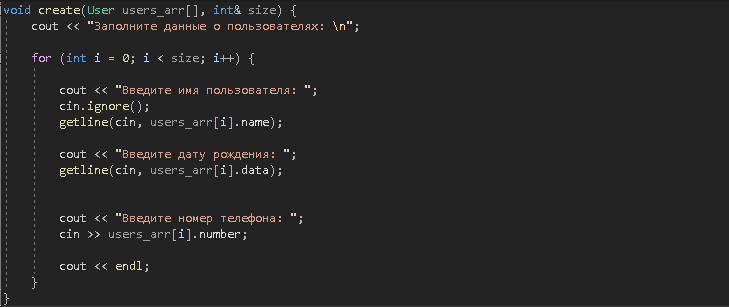 void create(User users_arr[], int& size) {
cout << "Заполните данные о пользователях: \n";
for (int i = 0; i < size; i++) {
cout << "Введите имя пользователя: ";
cin.ignore();
getline(cin, users_arr[i].name);
cout << "Введите дату рождения: ";
getline(cin, users_arr[i].data);
cout << "Введите номер телефона: ";
cin >> users_arr[i].number;
cout << endl;
}
}